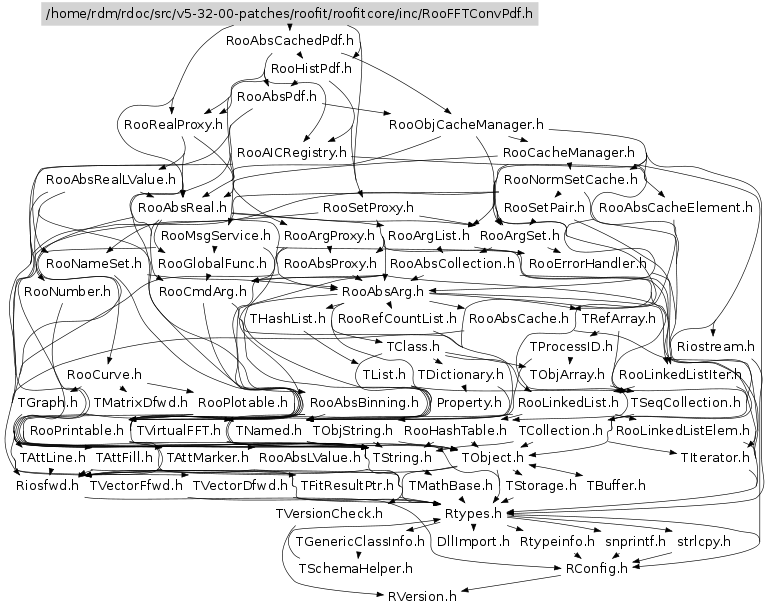 /home/rdm/rdoc/src/v5-32-00-patches/roofit/roofitcore/inc/RooFFTConvPdf.h
RooAbsCachedPdf.h
RooHistPdf.h
RooAbsPdf.h
RooRealProxy.h RooObjCacheManager.h
RooAICRegistry.h RooCacheManager.h
RooAbsRealLValue.h RooNormSetCache.h
RooAbsReal.h RooSetProxy.h RooSetPair.h RooAbsCacheElement.h
RooMsgService.h RooArgProxy.h RooArgList.h RooArgSet.h
RooNameSet.h RooGlobalFunc.h RooAbsProxy.h RooAbsCollection.h RooErrorHandler.h
RooNumber.h RooCmdArg.h RooAbsArg.h
THashList.h RooRefCountList.h RooAbsCache.h TRefArray.h
TClass.h TProcessID.h Riostream.h
RooCurve.h TList.h TDictionary.h TObjArray.h RooLinkedListIter.h
TGraph.h TMatrixDfwd.h RooPlotable.h RooAbsBinning.h Property.h RooLinkedList.h TSeqCollection.h
RooPrintable.h TVirtualFFT.h TNamed.h TObjString.h RooHashTable.h TCollection.h RooLinkedListElem.h
TAttLine.h TAttFill.h TAttMarker.h RooAbsLValue.h TString.h TObject.h TIterator.h
Riosfwd.h TVectorFfwd.h TVectorDfwd.h TFitResultPtr.h TMathBase.h TStorage.h TBuffer.h
TVersionCheck.h Rtypes.h
TGenericClassInfo.h DllImport.h Rtypeinfo.h snprintf.h strlcpy.h
TSchemaHelper.h RConfig.h
RVersion.h